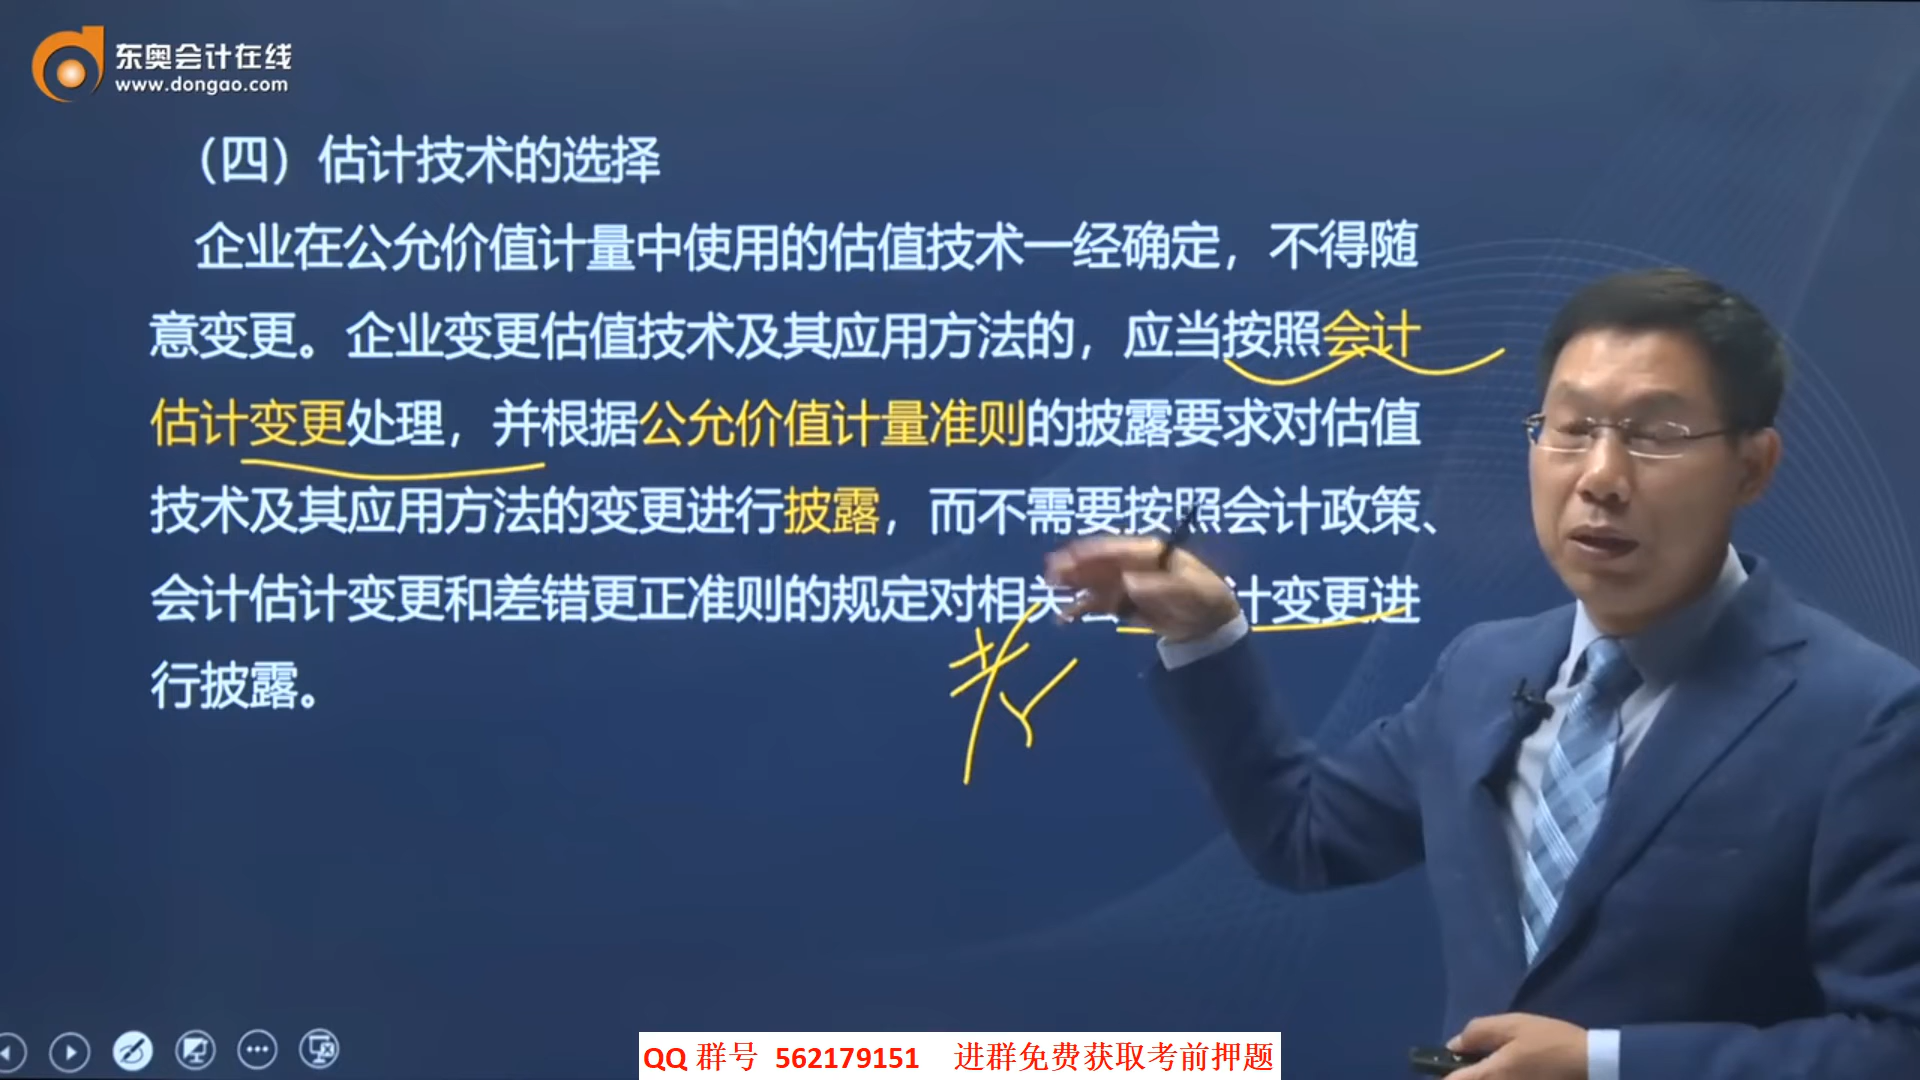 东奥会计在线
www.dongao.com
（四）估计技术的选择
企业在公允价值计量中使用的估值技术一经确定，不得随
意变更。企业变更估值技术及其应用方法的，应当按照会计
估计变更处理，并根据公允价值计量准则的披露要求对估值
技术及其应用方法的变更进行披露，而不需要按照会计政策、
会计估计变更和差错更正准则的规定对相关会 计变更进
行披露。
QQ 群号 562179151 进群免费获取考前押题